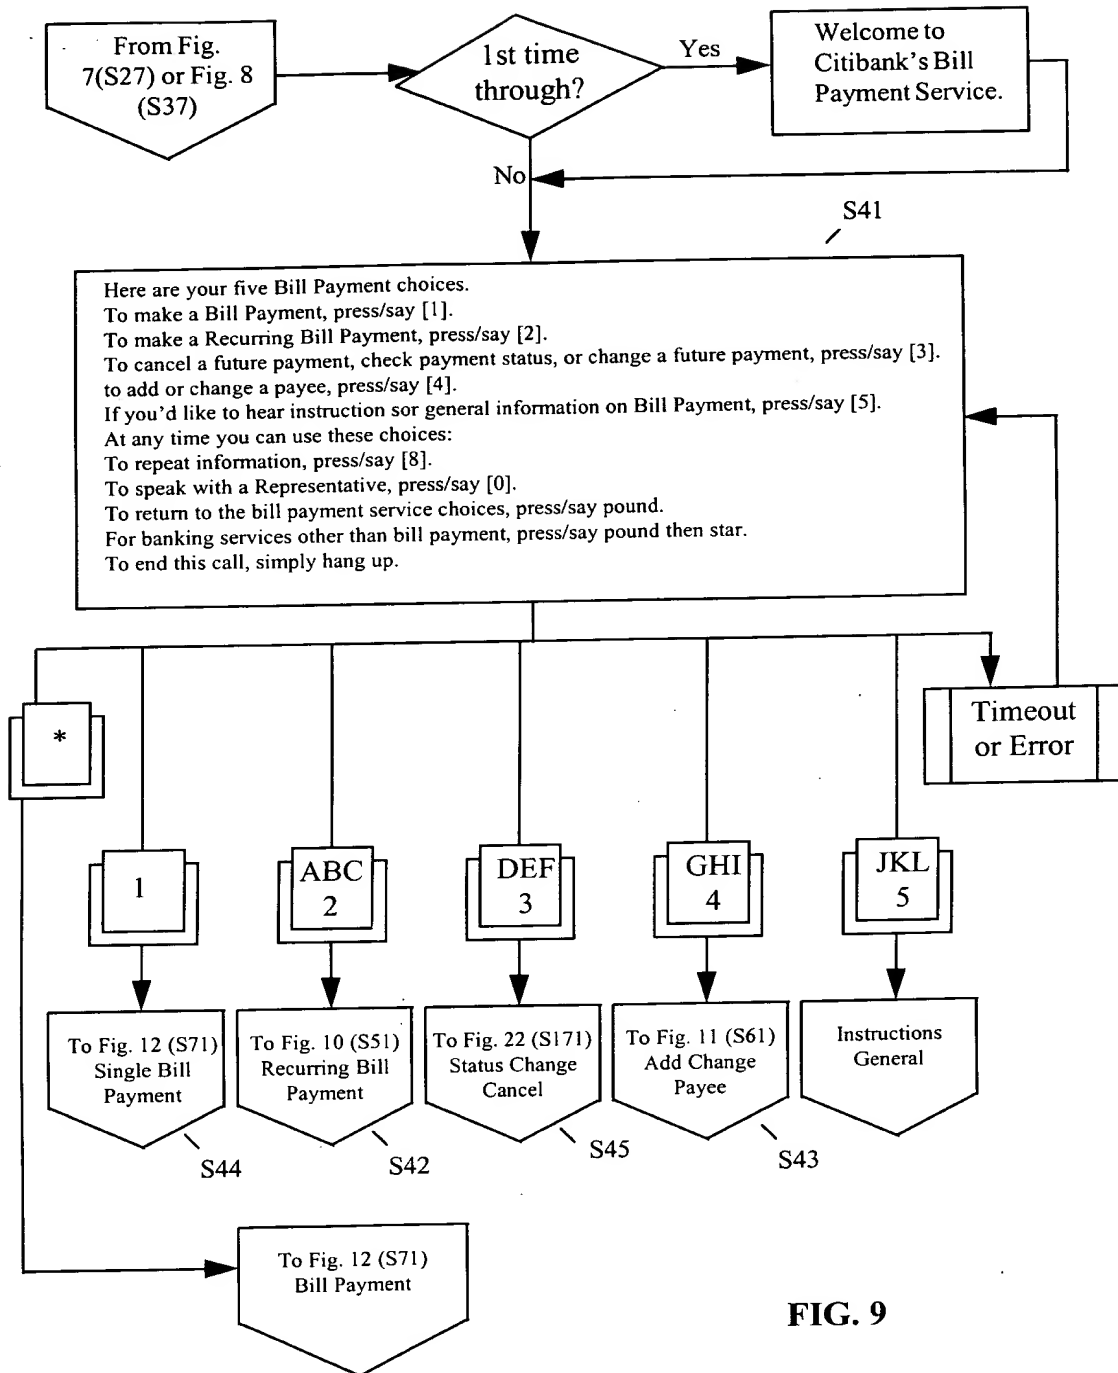 From Fig.
7(S27) or Fig. 8
(S37)
1st time
through?
Yes
Welcome to
Citibank's Bill
Payment Service.
No
S41
Here are your five Bill Payment choices.
To make a Bill Payment, press/say [1].
To make a Recurring Bill Payment, press/say [2].
To cancel a future payment, check payment status, or change a future payment, press/say [3].
to add or change a payee, press/say [4].
If you'd like to hear instruction sor general information on Bill Payment, press/say [5].
At any time you can use these choices:
To repeat information, press/say [8].
To speak with a Representative, press/say [0].
To return to the bill payment service choices, press/say pound.
For banking services other than bill payment, press/say pound then star.
To end this call, simply hang up.
*
Timeout
or Error
1
ABC
2
DEF
3
GHI
4
JKL
5
To Fig. 12 (S71)
Single Bill
Payment
S44
To Fig. 10 (S51)
Recurring Bill
Payment
S42
To Fig. 22 (S171)
Status Change
Cancel
S45
To Fig. 11 (S61)
Add Change
Payee
S43
Instructions
General
To Fig. 12 (S71)
Bill Payment
FIG. 9